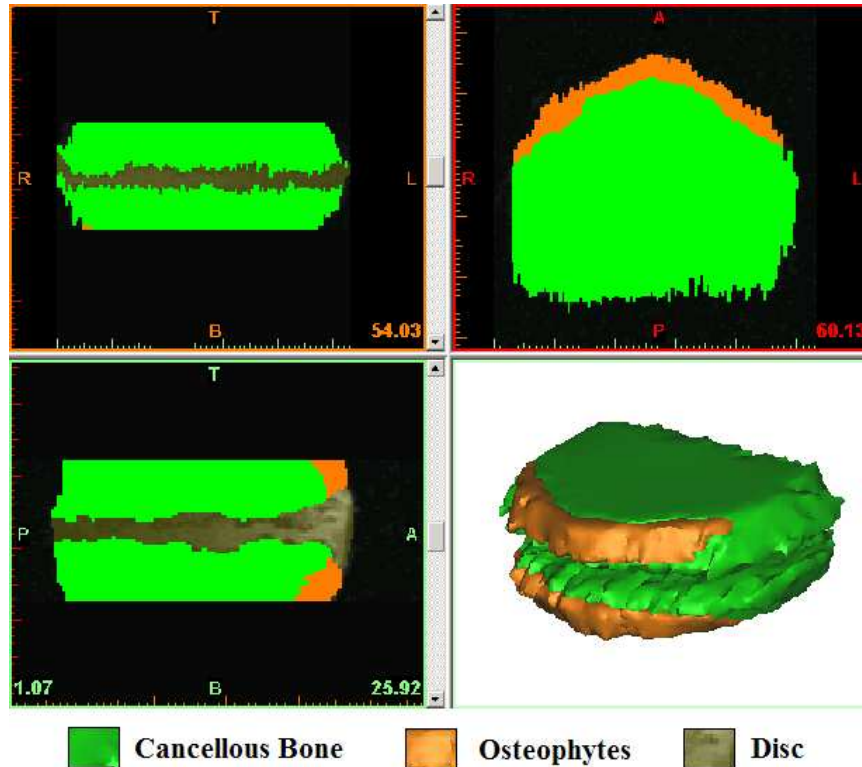 T
R
L
B
54.03
A
R
L
P
60.13
T
P
A
1.07
B
25.92
Cancellous Bone
Osteophytes
Disc